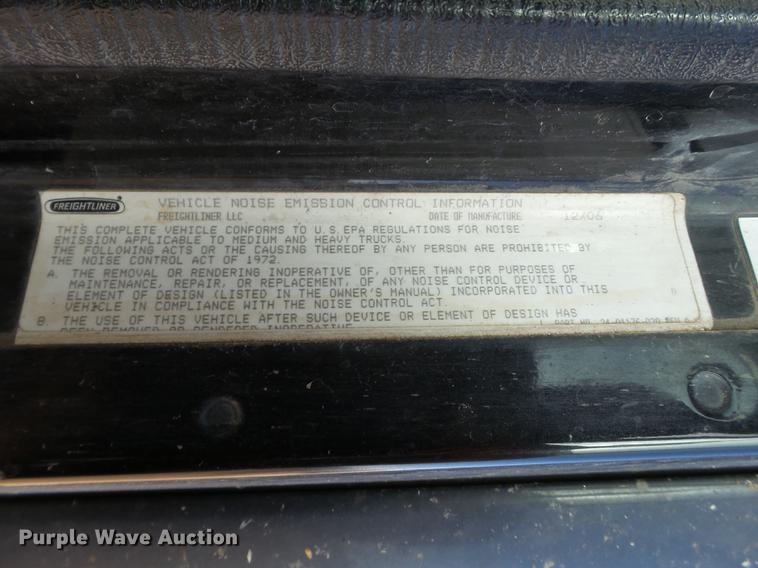 FREIGHTLINER VEHICLE NOISE EMISSION CONTROL INFORMATION
FREIGHTLINER LLC DATE OF MANUFACTURE 12/06
THIS COMPLETE VEHICLE CONFORMS TO U.S.EPA REGULATIONS FOR NOISE
EMISSION APPLICABLE TO MEDIUM AND HEAVY TRUCKS.
THE FOLLOWING ACTS OR THE CAUSING THEREOF BY ANY PERSON ARE PROHIBITED BY
THE NOISE CONTROL ACT OF 1972.
A. THE REMOVAL OR RENDERING INOPERATIVE OF, OTHER THAN FOR PURPOSES OF
MAINTENANCE, REPAIR, OR REPLACEMENT, OF ANY NOISE CONTROL DEVICE OR
ELEMENT OF DESIGN (LISTED IN THE OWNER'S MANUAL) INCORPORATED INTO THIS
VEHICLE IN COMPLIANCE WITH THE NOISE CONTROL ACT.
B. THE USE OF THIS VEHICLE AFTER SUCH DEVICE OR ELEMENT OF DESIGN HAS
BEEN REMOVED OR RENDERED INOPERATIVE
Purple Wave Auction